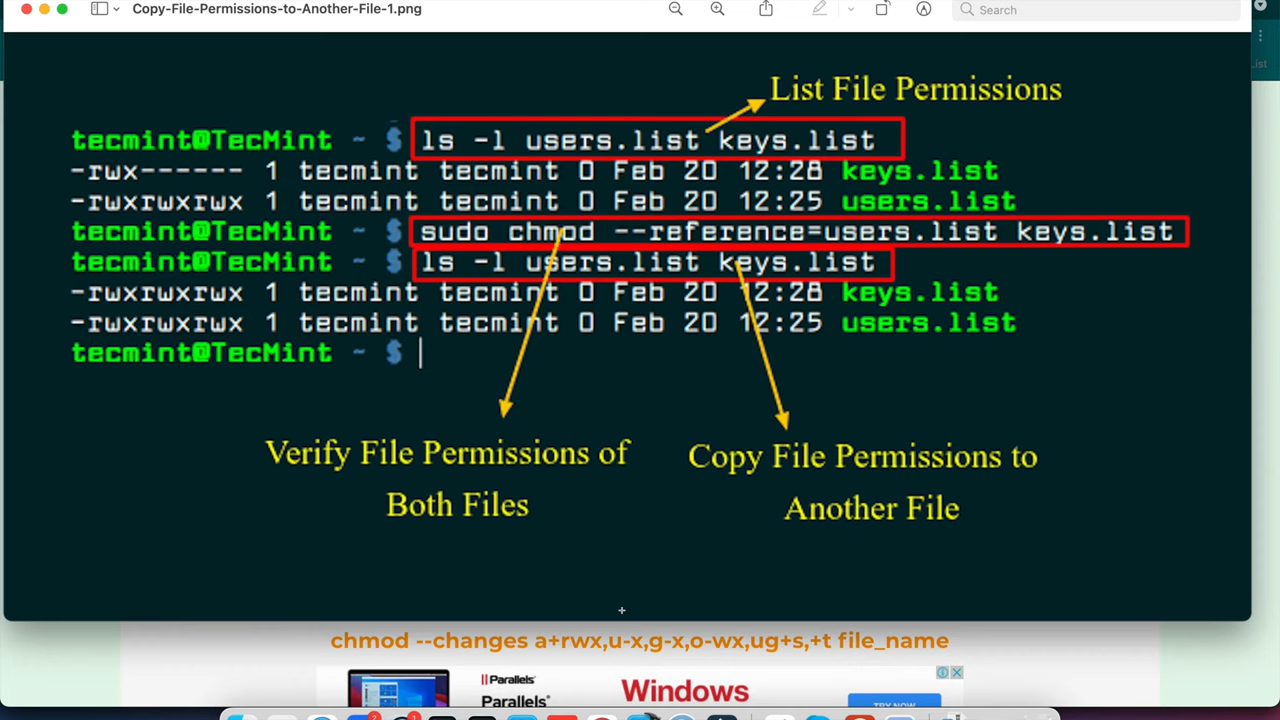 Copy-File-Permissions-to-Another-File-1.png
Search
List File Permissions
tecmint@TecMint ~ $ ls -l users.list keys.list
-rwx------ 1 tecmint tecmint 0 Feb 20 12:28 keys.list
-rwxrwxrwx 1 tecmint tecmint 0 Feb 20 12:25 users.list
tecmint@TecMint ~ $ sudo chmod --reference=users.list keys.list
tecmint@TecMint ~ $ ls -l users.list keys.list
-rwxrwxrwx 1 tecmint tecmint 0 Feb 20 12:28 keys.list
-rwxrwxrwx 1 tecmint tecmint 0 Feb 20 12:25 users.list
tecmint@TecMint ~ $
Verify File Permissions of
Both Files
Copy File Permissions to
Another File
chmod --changes a+rwx,u-x,g-x,o-wx,ug+s,+t file_name
Parallels
Parallels
Windows
TRY NOW